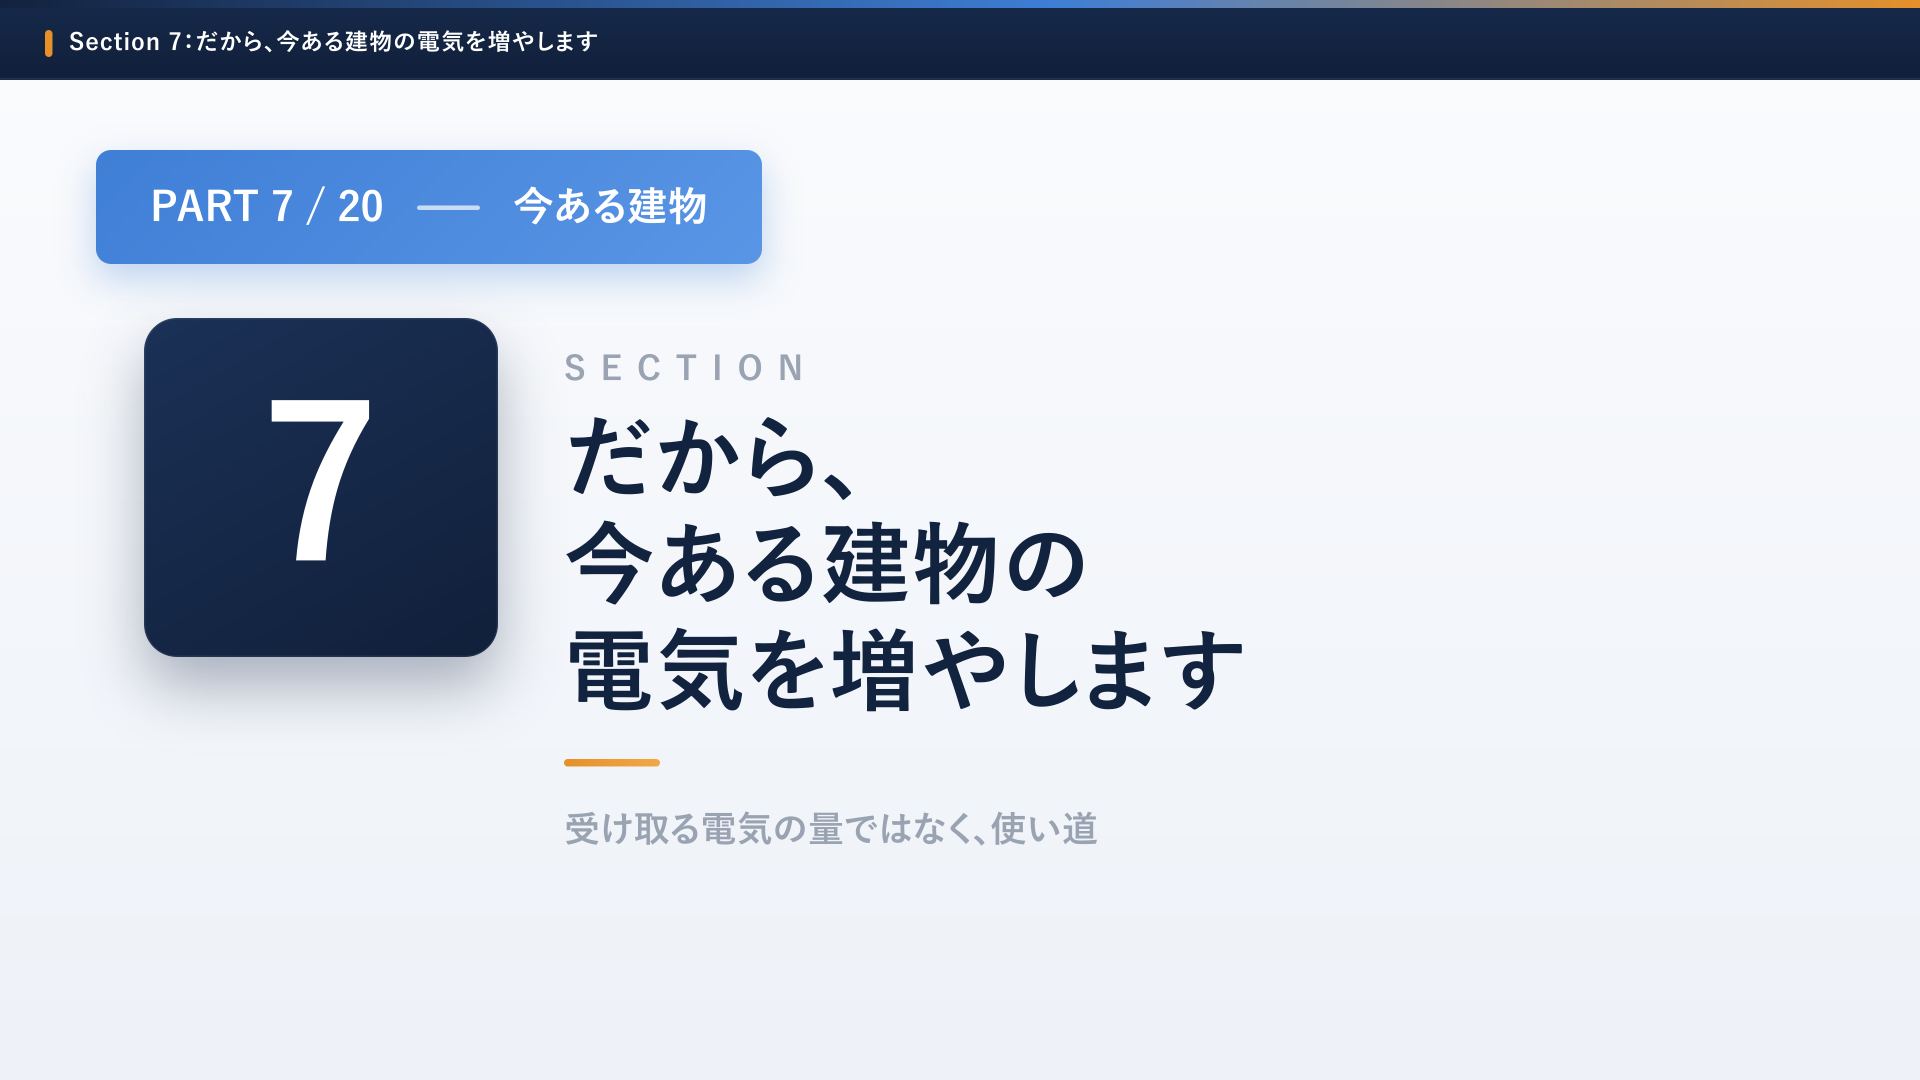 Section 7：だから、今ある建物の電気を増やします
PART 7 / 20 — 今ある建物
7
SECTION
だから、
今ある建物の
電気を増やします
受け取る電気の量ではなく、使い道